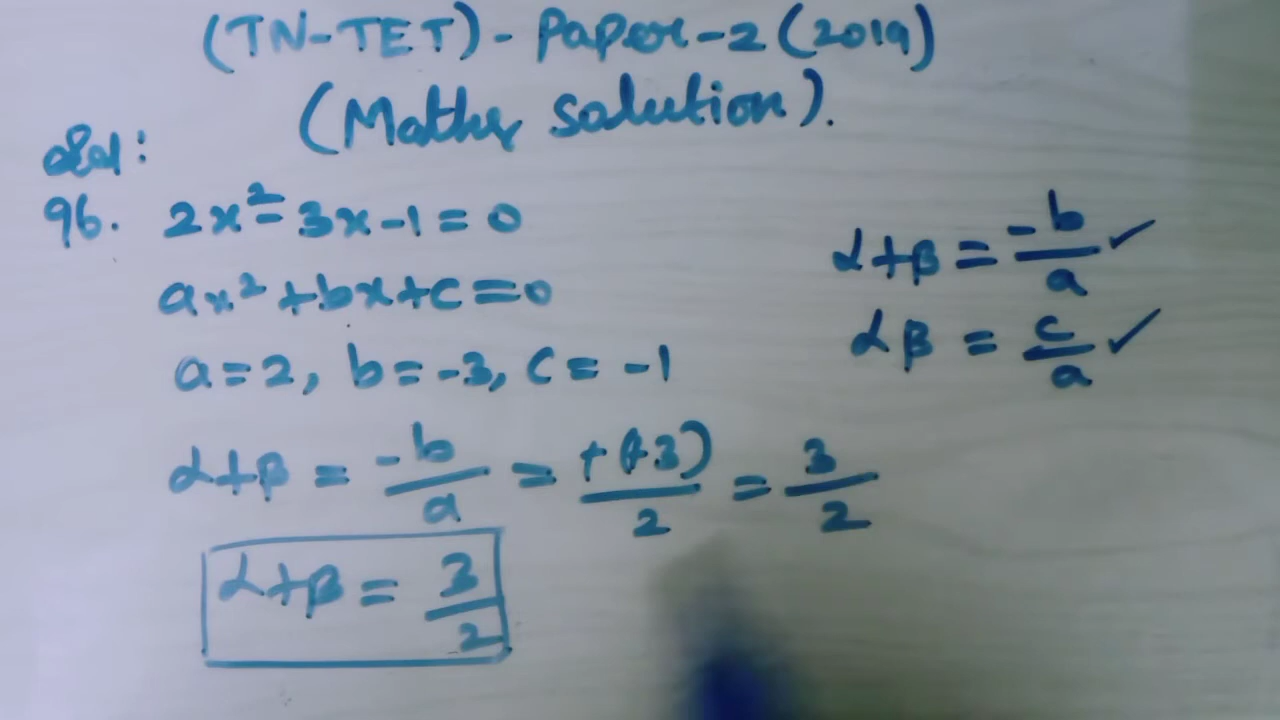 (TN-TET) - Paper-2 (2019)
(Maths solution).
Sol:
96. 2x² - 3x - 1 = 0
ax² + bx + c = 0
a = 2, b = -3, c = -1
α+β = -b/a = +(+3)/2 = 3/2
α+β = 3/2
α+β = -b/a ✓
αβ = c/a ✓